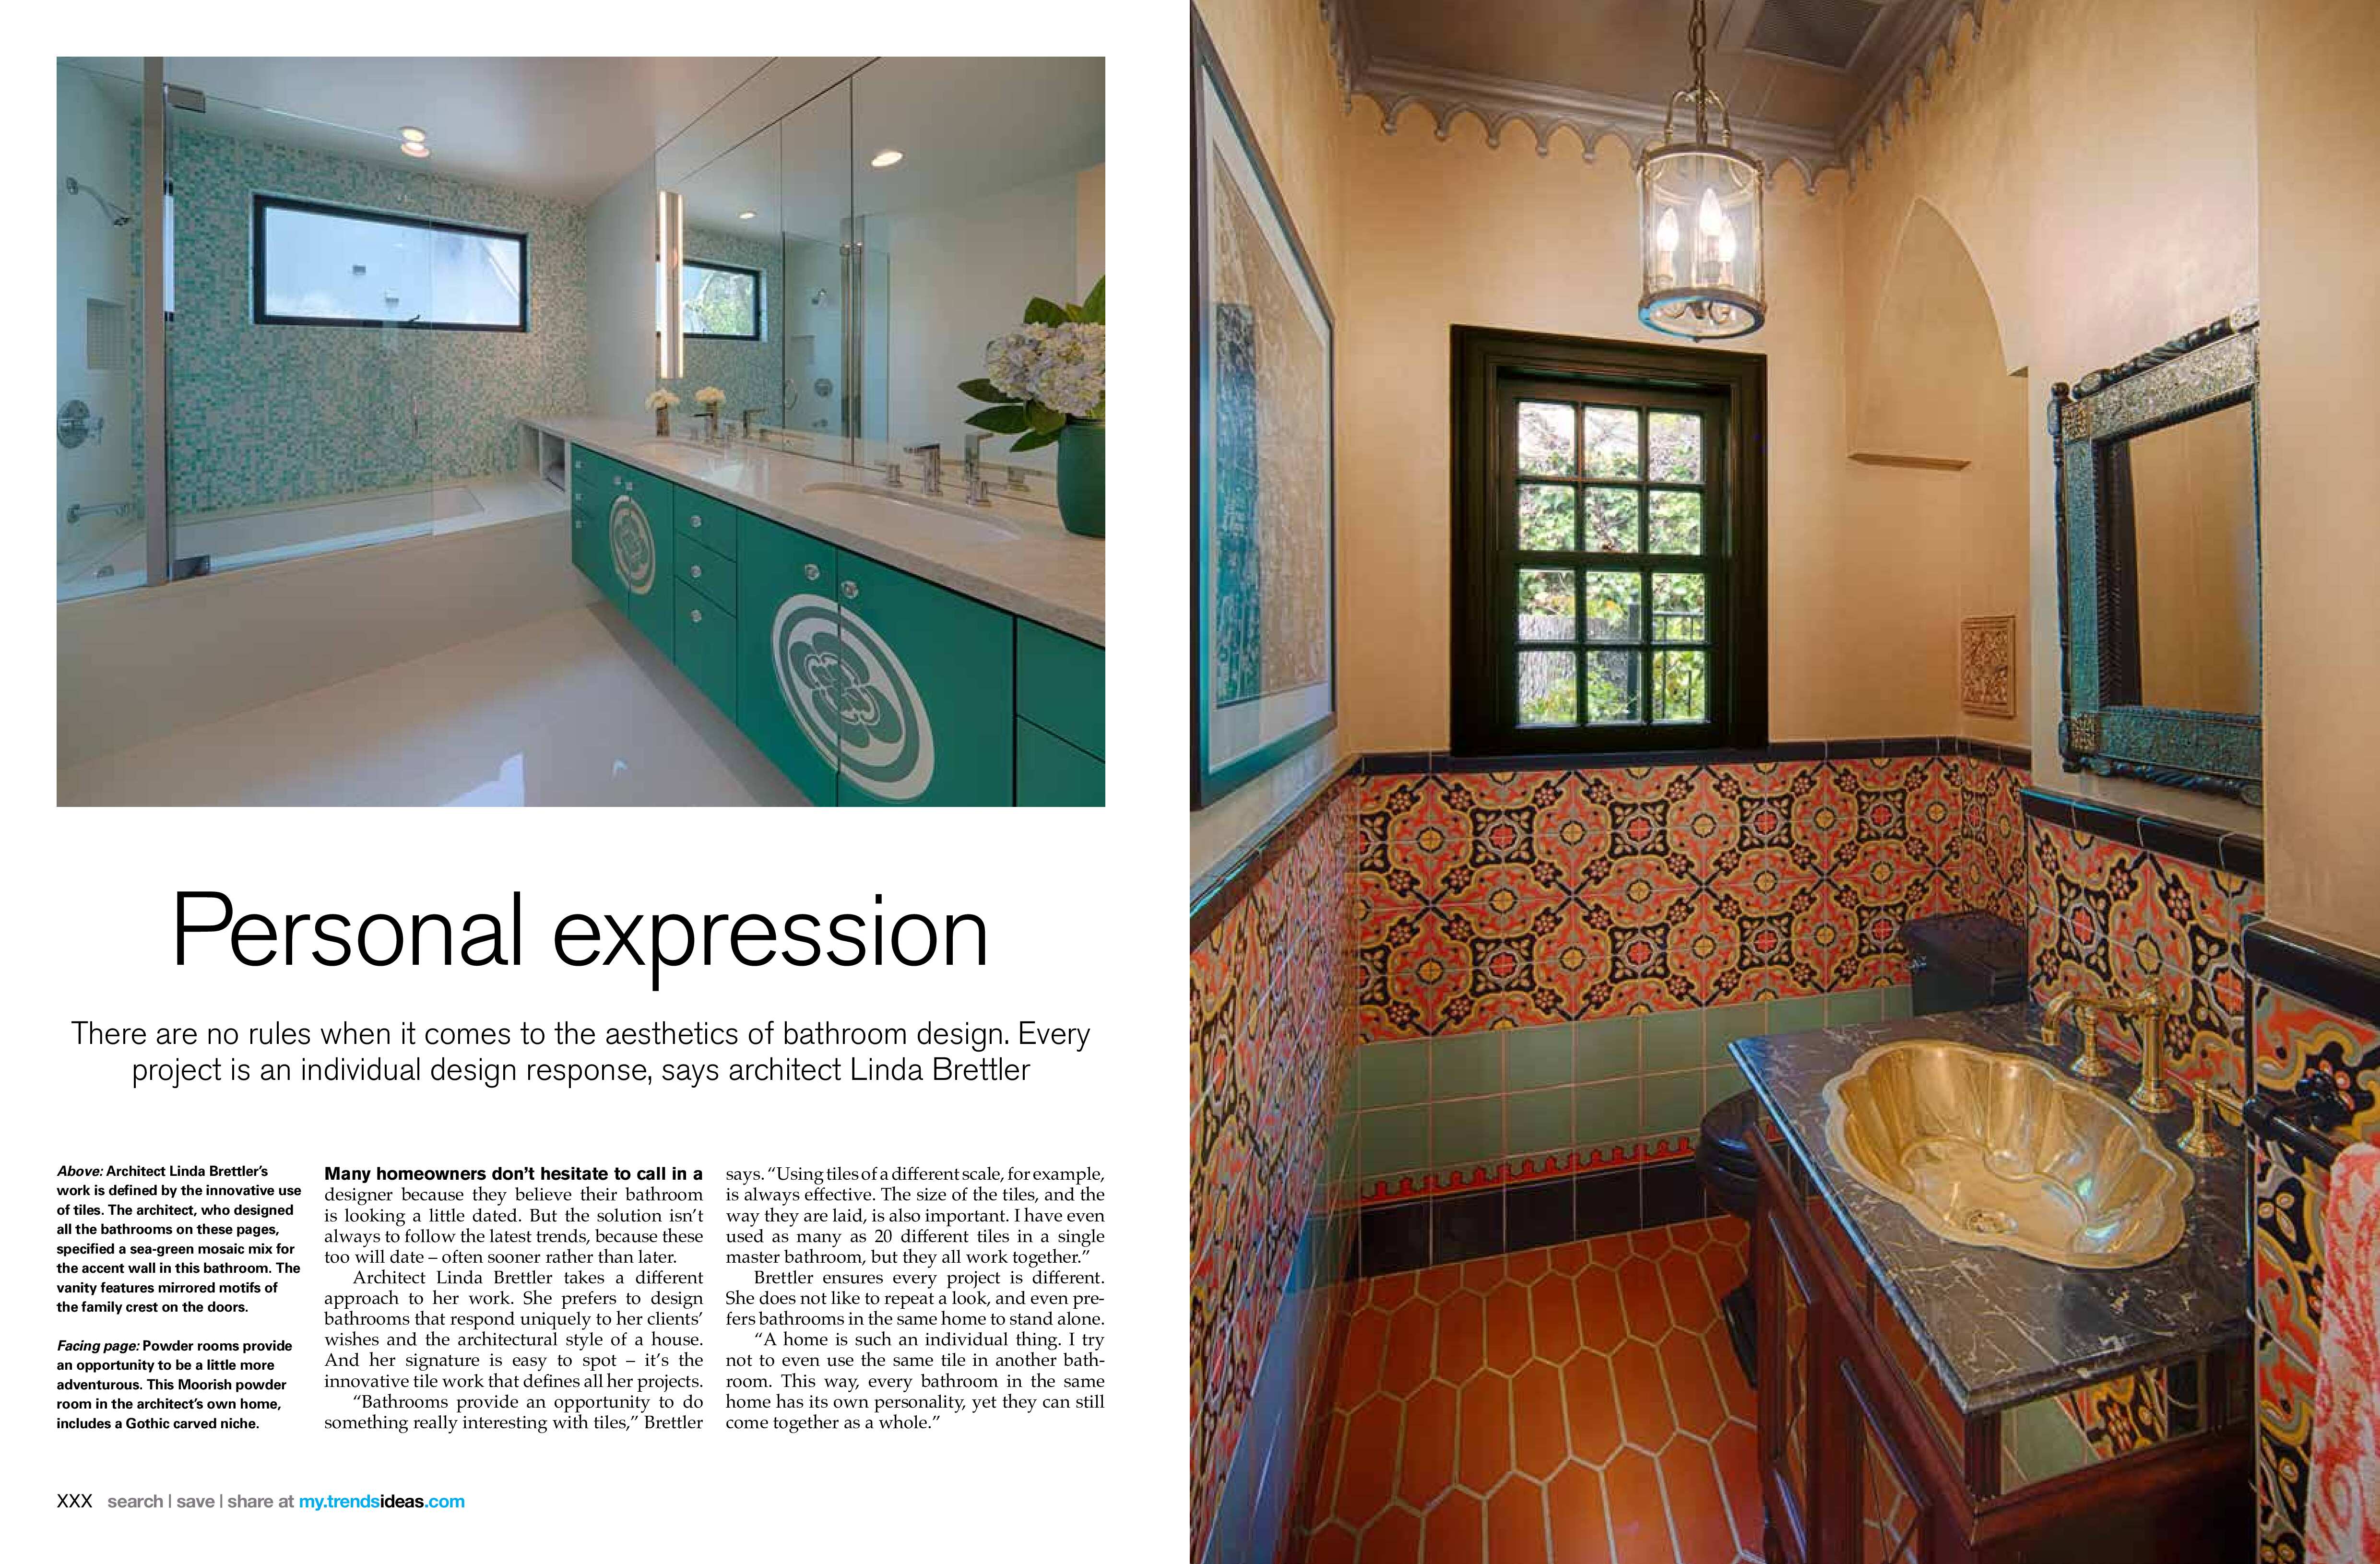 Personal expression
There are no rules when it comes to the aesthetics of bathroom design. Every
project is an individual design response, says architect Linda Brettler
Above: Architect Linda Brettler’s
work is defined by the innovative use
of tiles. The architect, who designed
all the bathrooms on these pages,
specified a sea-green mosaic mix for
the accent wall in this bathroom. The
vanity features mirrored motifs of
the family crest on the doors.
Facing page: Powder rooms provide
an opportunity to be a little more
adventurous. This Moorish powder
room in the architect’s own home,
includes a Gothic carved niche.
Many homeowners don’t hesitate to call in a
designer because they believe their bathroom
is looking a little dated. But the solution isn’t
always to follow the latest trends, because these
too will date – often sooner rather than later.
Architect Linda Brettler takes a different
approach to her work. She prefers to design
bathrooms that respond uniquely to her clients’
wishes and the architectural style of a house.
And her signature is easy to spot – it’s the
innovative tile work that defines all her projects.
“Bathrooms provide an opportunity to do
something really interesting with tiles,” Brettler
says. “Using tiles of a different scale, for example,
is always effective. The size of the tiles, and the
way they are laid, is also important. I have even
used as many as 20 different tiles in a single
master bathroom, but they all work together.”
Brettler ensures every project is different.
She does not like to repeat a look, and even pre-
fers bathrooms in the same home to stand alone.
“A home is such an individual thing. I try
not to even use the same tile in another bath-
room. This way, every bathroom in the same
home has its own personality, yet they can still
come together as a whole.”
XXX search | save | share at my.trendsideas.com